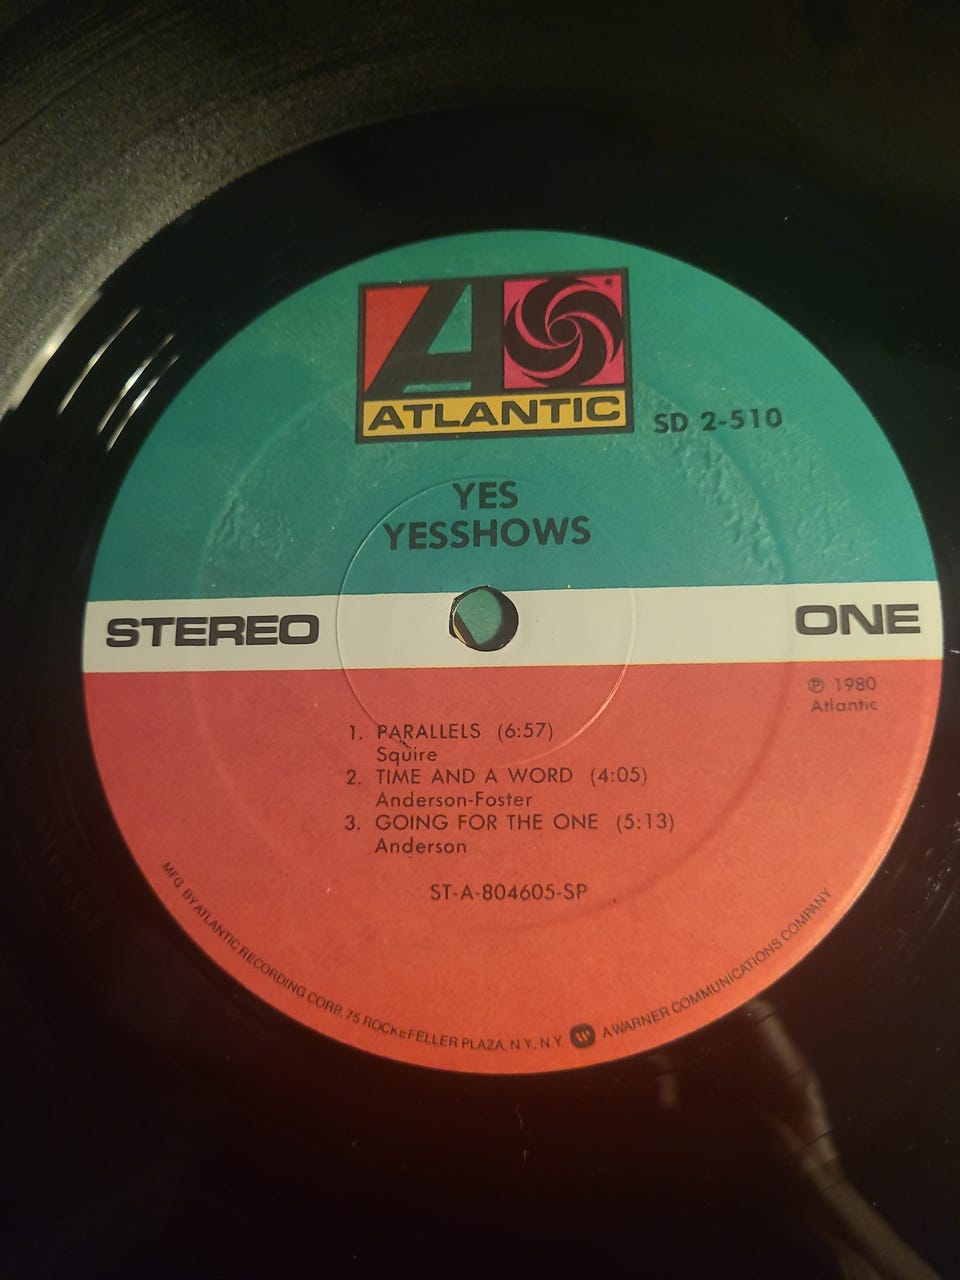 ATLANTIC
SD 2-510
YES
YESSHOWS
STEREO
ONE
℗ 1980
Atlantic
1. PARALLELS (6:57)
Squire
2. TIME AND A WORD (4:05)
Anderson-Foster
3. GOING FOR THE ONE (5:13)
Anderson
ST-A-804605-SP
MFG. BY ATLANTIC RECORDING CORP., 75 ROCKEFELLER PLAZA, N.Y., N.Y. W A WARNER COMMUNICATIONS COMPANY